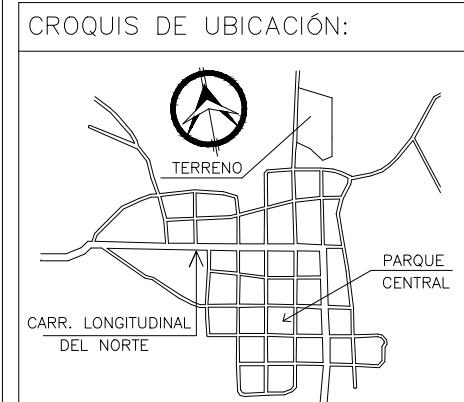 CROQUIS DE UBICACIÓN:
TERRENO
PARQUE
CENTRAL
CARR. LONGITUDINAL
DEL NORTE